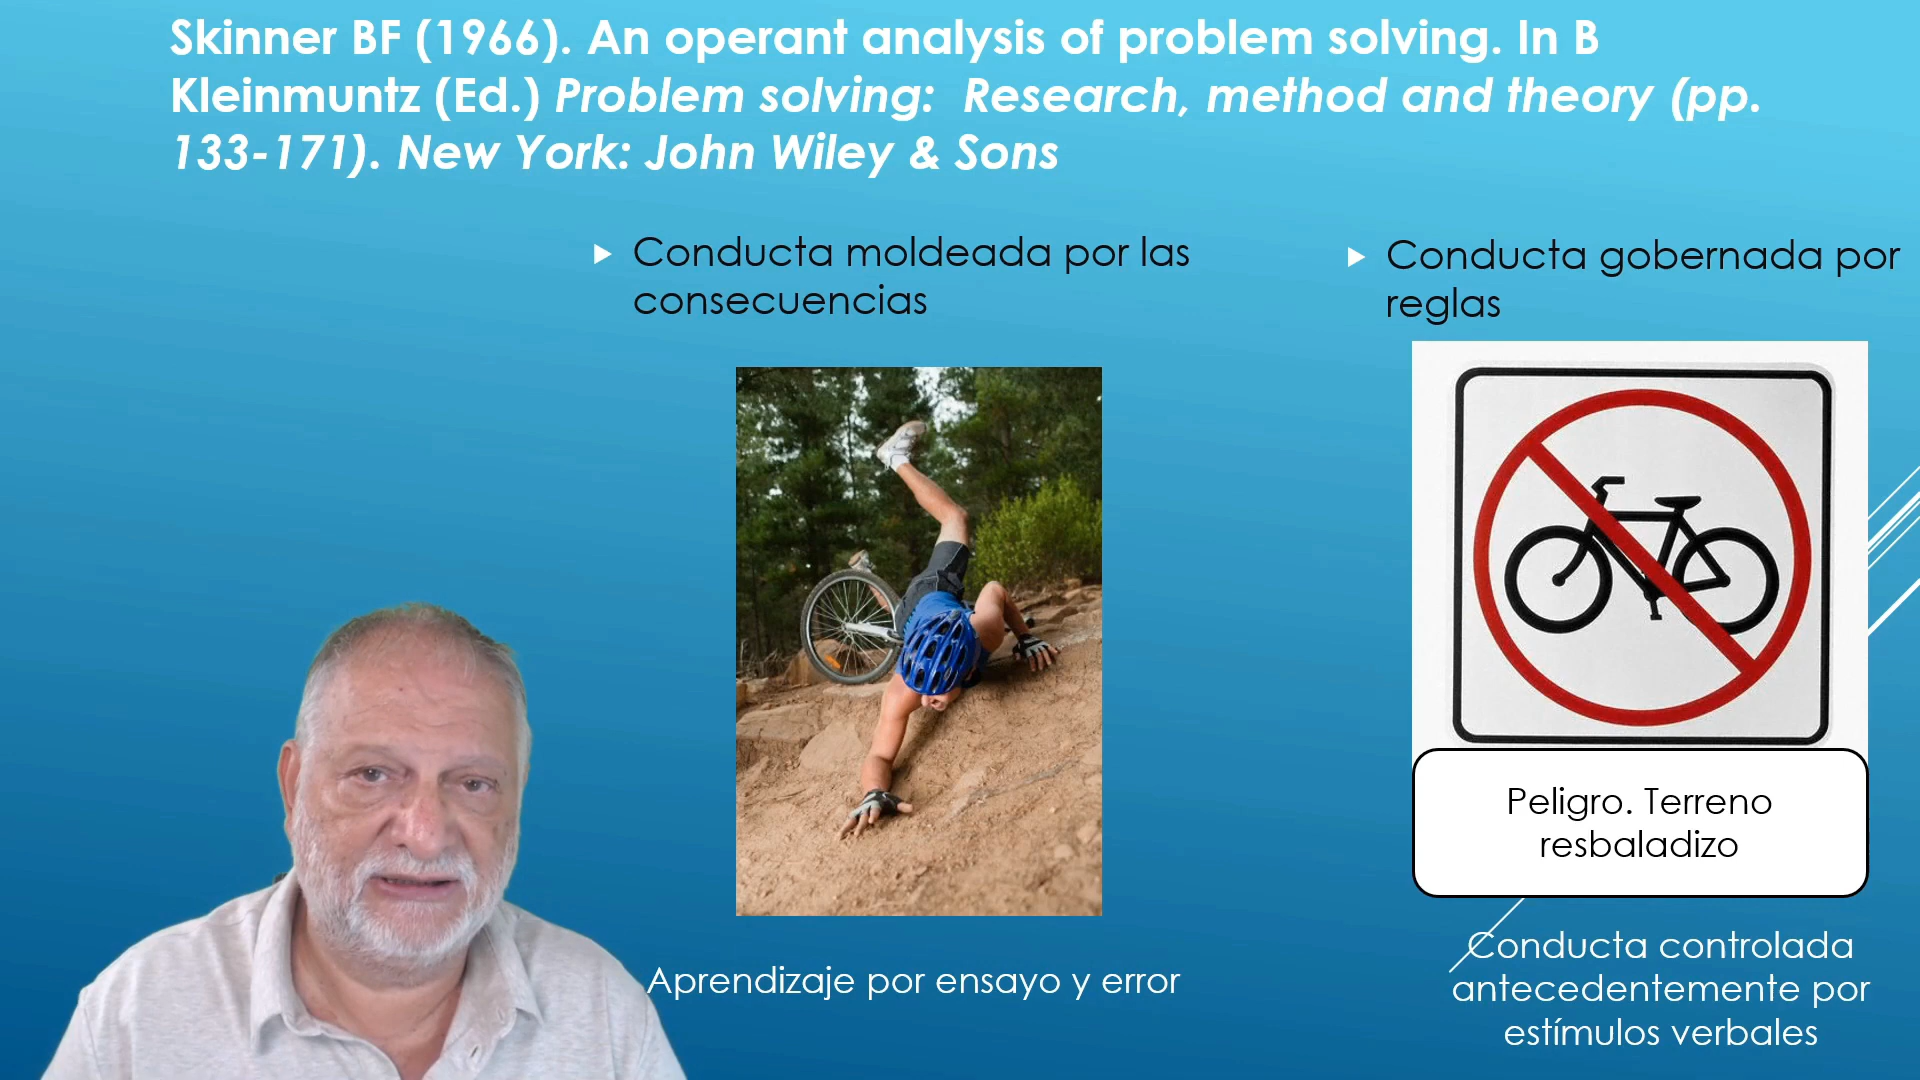 Skinner BF (1966). An operant analysis of problem solving. In B
Kleinmuntz (Ed.) Problem solving:  Research, method and theory (pp.
133-171). New York: John Wiley & Sons
Conducta moldeada por las
consecuencias
Aprendizaje por ensayo y error
Conducta gobernada por
reglas
Peligro. Terreno
resbaladizo
Conducta controlada
antecedentemente por
estímulos verbales